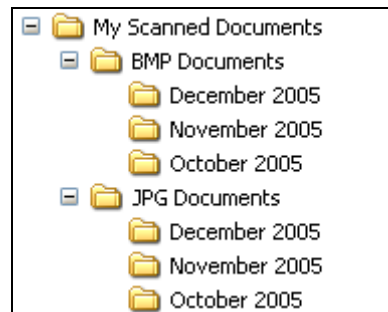 My Scanned Documents
BMP Documents
December 2005
November 2005
October 2005
JPG Documents
December 2005
November 2005
October 2005